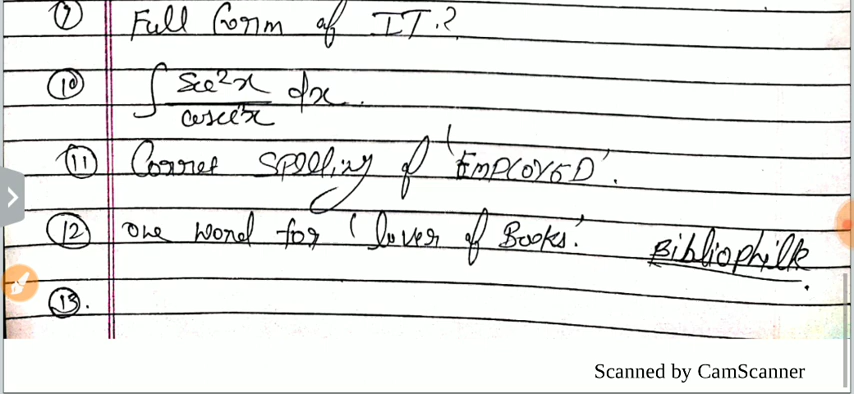 9 Full form of IT.?
10 ∫ Sec²x / cosec²x dx.
11 Correct spelling of 'EMPLOYED'.
12 one word for 'lover of Books.' Bibliophile.
13.
Scanned by CamScanner